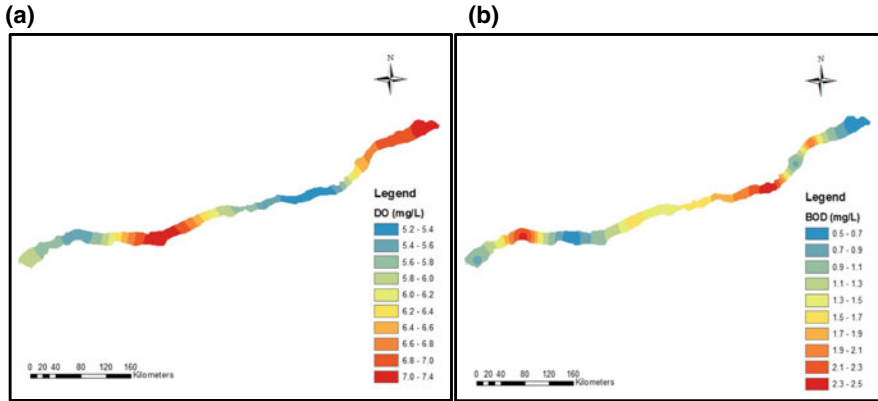 (a)
N
Legend
DO (mg/L)
5.2 - 5.4
5.4 - 5.6
5.6 - 5.8
5.8 - 6.0
6.0 - 6.2
6.2 - 6.4
6.4 - 6.6
6.6 - 6.8
6.8 - 7.0
7.0 - 7.4
0 20 40 80 120 160
Kilometers
(b)
N
Legend
BOD (mg/L)
0.5 - 0.7
0.7 - 0.9
0.9 - 1.1
1.1 - 1.3
1.3 - 1.5
1.5 - 1.7
1.7 - 1.9
1.9 - 2.1
2.1 - 2.3
2.3 - 2.5
0 20 40 80 120 160
Kilometers